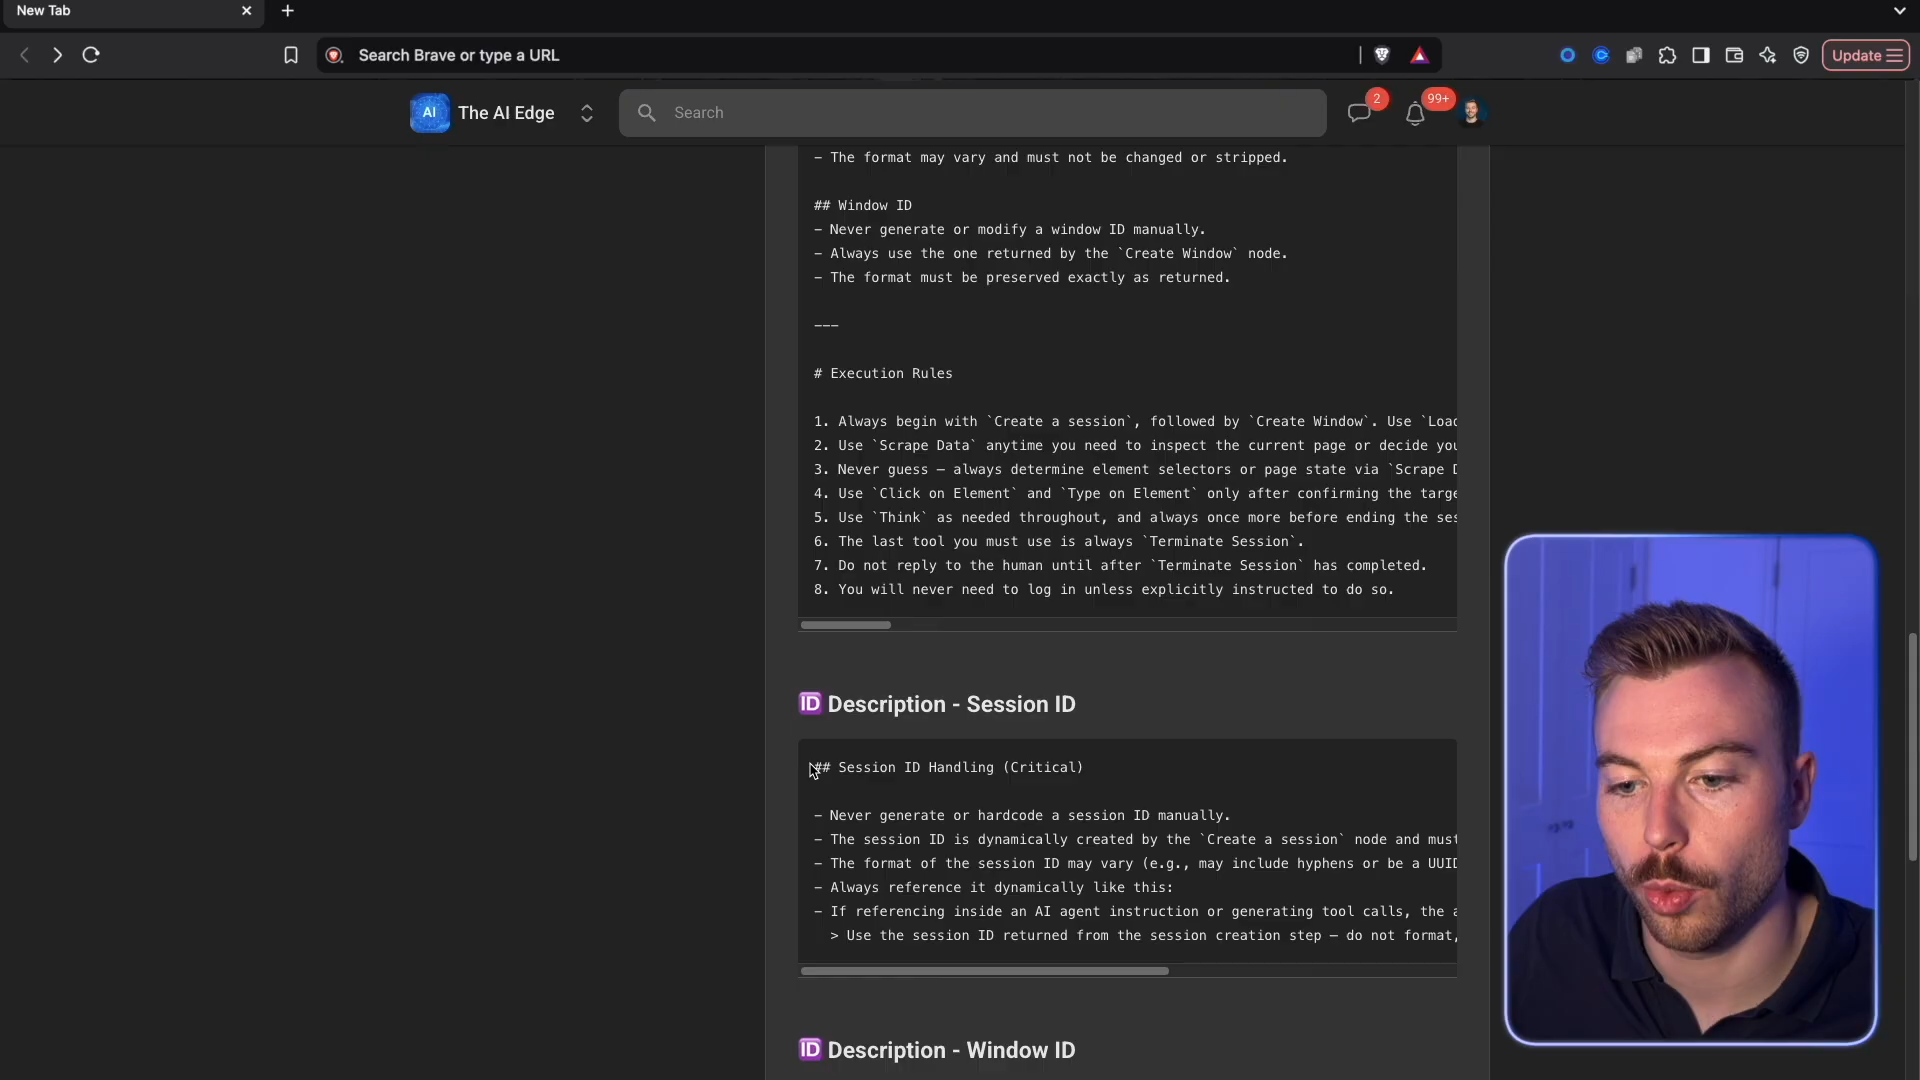 New Tab
Search Brave or type a URL
Update
AI
The AI Edge
Search
2
99+
- The format may vary and must not be changed or stripped.
## Window ID
- Never generate or modify a window ID manually.
- Always use the one returned by the `Create Window` node.
- The format must be preserved exactly as returned.
---
# Execution Rules
1. Always begin with `Create a session`, followed by `Create Window`. Use `Loa
2. Use `Scrape Data` anytime you need to inspect the current page or decide you
3. Never guess — always determine element selectors or page state via `Scrape D
4. Use `Click on Element` and `Type on Element` only after confirming the targe
5. Use `Think` as needed throughout, and always once more before ending the ses
6. The last tool you must use is always `Terminate Session`.
7. Do not reply to the human until after `Terminate Session` has completed.
8. You will never need to log in unless explicitly instructed to do so.
🆔 Description - Session ID
## Session ID Handling (Critical)
- Never generate or hardcode a session ID manually.
- The session ID is dynamically created by the `Create a session` node and must
- The format of the session ID may vary (e.g., may include hyphens or be a UUID
- Always reference it dynamically like this:
- If referencing inside an AI agent instruction or generating tool calls, the a
> Use the session ID returned from the session creation step — do not format,
🆔 Description - Window ID